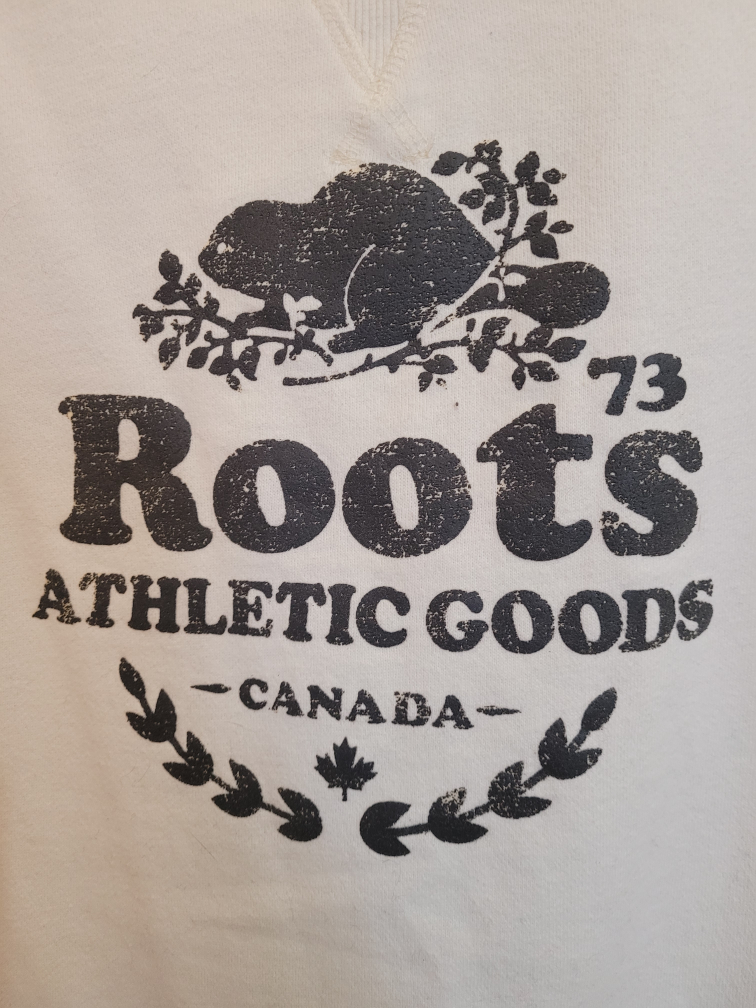 73
Roots
ATHLETIC GOODS
-CANADA-